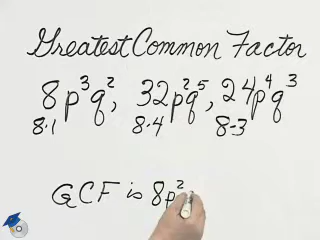 Greatest Common Factor
8p³q², 32p²q⁵, 24p⁴q³
8·1 8·4 8·3
GCF is 8p²